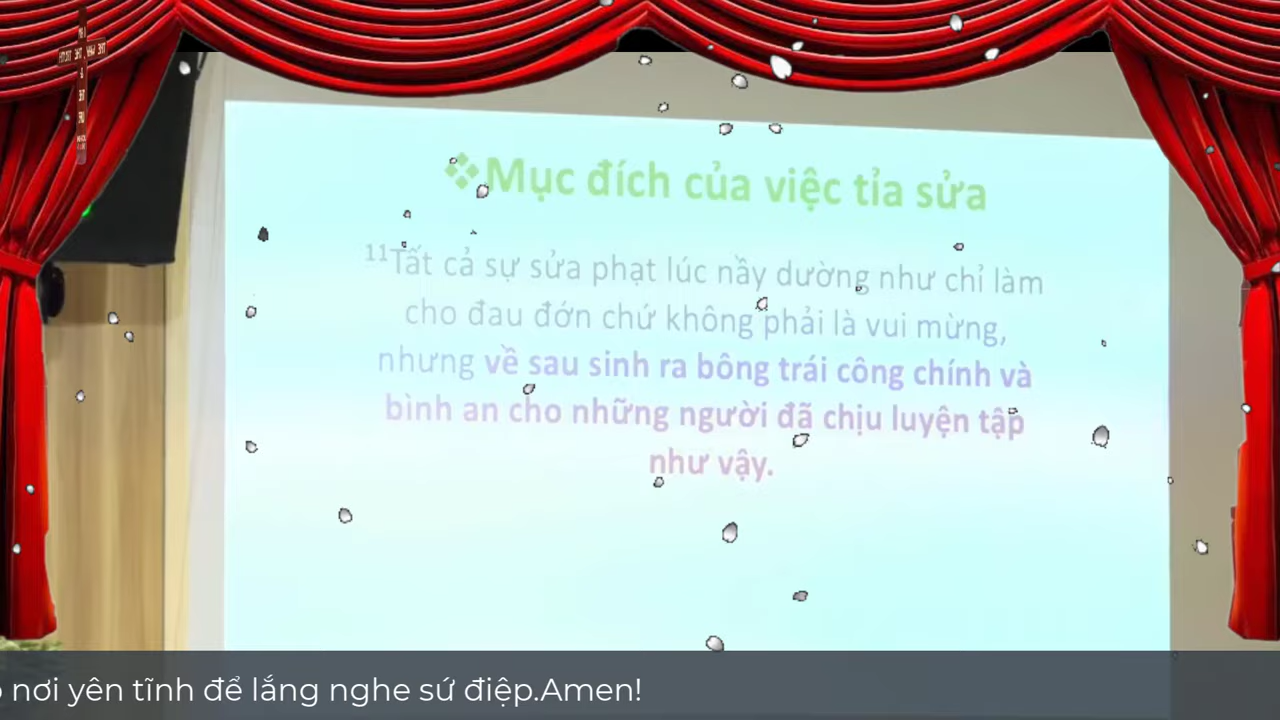 ❖Mục đích của việc tỉa sửa
11Tất cả sự sửa phạt lúc nầy dường như chỉ làm
cho đau đớn chứ không phải là vui mừng,
nhưng về sau sinh ra bông trái công chính và
bình an cho những người đã chịu luyện tập
như vậy.
nơi yên tĩnh để lắng nghe sứ điệp.Amen!